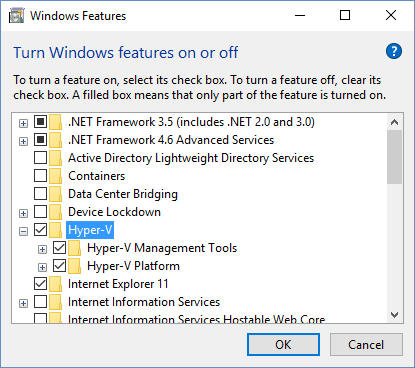 Windows Features
Turn Windows features on or off
To turn a feature on, select its check box. To turn a feature off, clear its
check box. A filled box means that only part of the feature is turned on.
.NET Framework 3.5 (includes .NET 2.0 and 3.0)
.NET Framework 4.6 Advanced Services
Active Directory Lightweight Directory Services
Containers
Data Center Bridging
Device Lockdown
Hyper-V
Hyper-V Management Tools
Hyper-V Platform
Internet Explorer 11
Internet Information Services
Internet Information Services Hostable Web Core
OK
Cancel